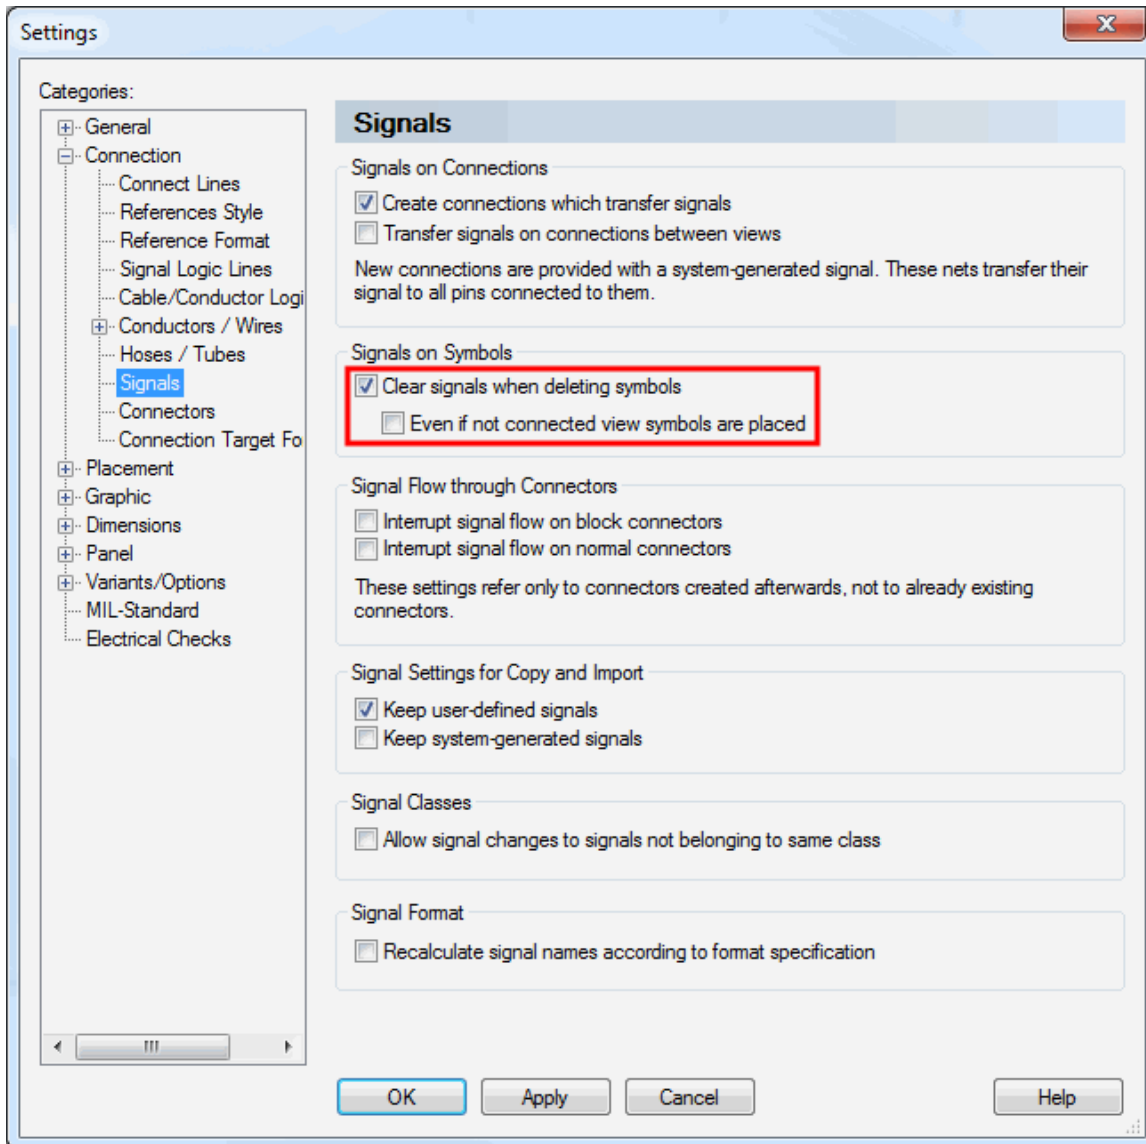 Settings
Categories:
General
Connection
Connect Lines
References Style
Reference Format
Signal Logic Lines
Cable/Conductor Logi
Conductors / Wires
Hoses / Tubes
Signals
Connectors
Connection Target Fo
Placement
Graphic
Dimensions
Panel
Variants/Options
MIL-Standard
Electrical Checks
Signals
Signals on Connections
Create connections which transfer signals
Transfer signals on connections between views
New connections are provided with a system-generated signal. These nets transfer their
signal to all pins connected to them.
Signals on Symbols
Clear signals when deleting symbols
Even if not connected view symbols are placed
Signal Flow through Connectors
Interrupt signal flow on block connectors
Interrupt signal flow on normal connectors
These settings refer only to connectors created afterwards, not to already existing
connectors.
Signal Settings for Copy and Import
Keep user-defined signals
Keep system-generated signals
Signal Classes
Allow signal changes to signals not belonging to same class
Signal Format
Recalculate signal names according to format specification
OK
Apply
Cancel
Help